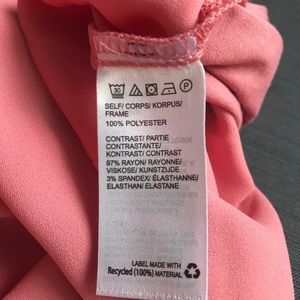 30
P
SELF/ CORPS/ KORPUS/
FRAME
100% POLYESTER
CONTRAST/ PARTIE
CONTRASTANTE/
KONTRAST/ CONTRAST
97% RAYON/ RAYONNE/
VISKOSE/ KUNSTZIJDE
3% SPANDEX/ ÉLASTHANNE/
ELASTHAN/ ELASTANE
LABEL MADE WITH
Recycled (100%) MATERIAL